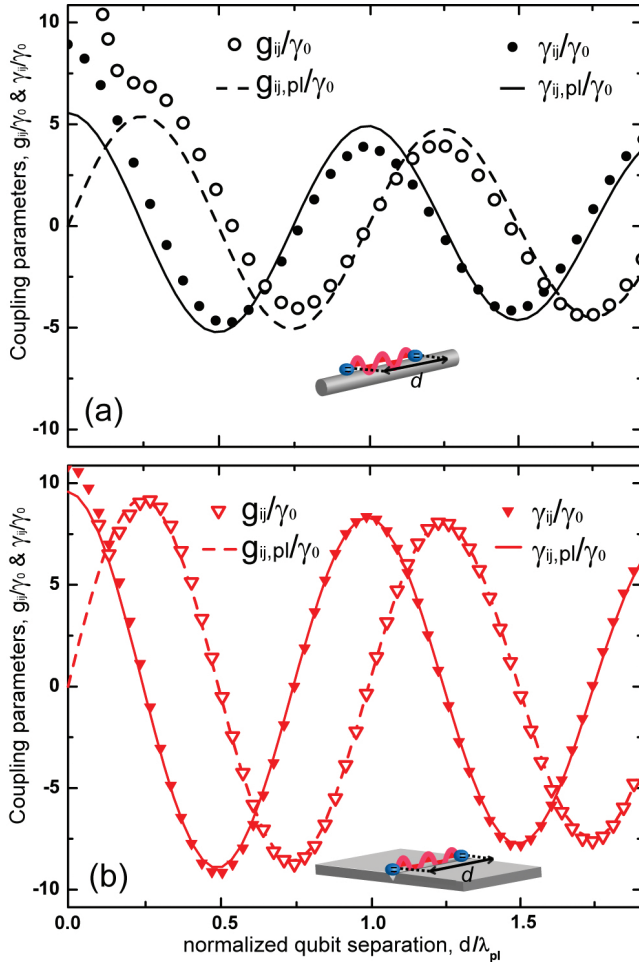 10
5
0
-5
-10
Coupling parameters, gij/γ0 & γij/γ0
gij/γ0
gij,pl/γ0
γij/γ0
γij,pl/γ0
d
(a)
10
5
0
-5
-10
Coupling parameters, gij/γ0 & γij/γ0
gij/γ0
gij,pl/γ0
γij/γ0
γij,pl/γ0
d
(b)
0.0 0.5 1.0 1.5
normalized qubit separation, d/λpl